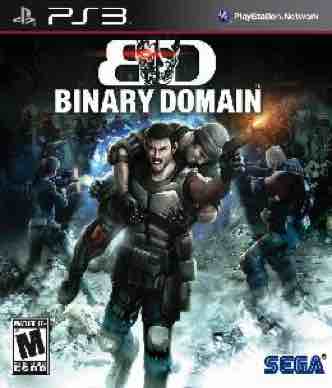 PS3
PlayStation Network
BD
BINARY DOMAIN
M
SEGA